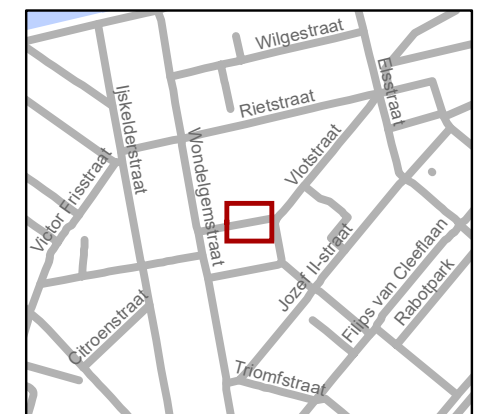 Wilgestraat
Elsstraat
Ijskelderstraat
Rietstraat
Wondelgemstraat
Vlotstraat
Victor Frisstraat
Jozef II-straat
Filips van Cleeflaan
Rabotpark
Citroenstraat
Triomfstraat